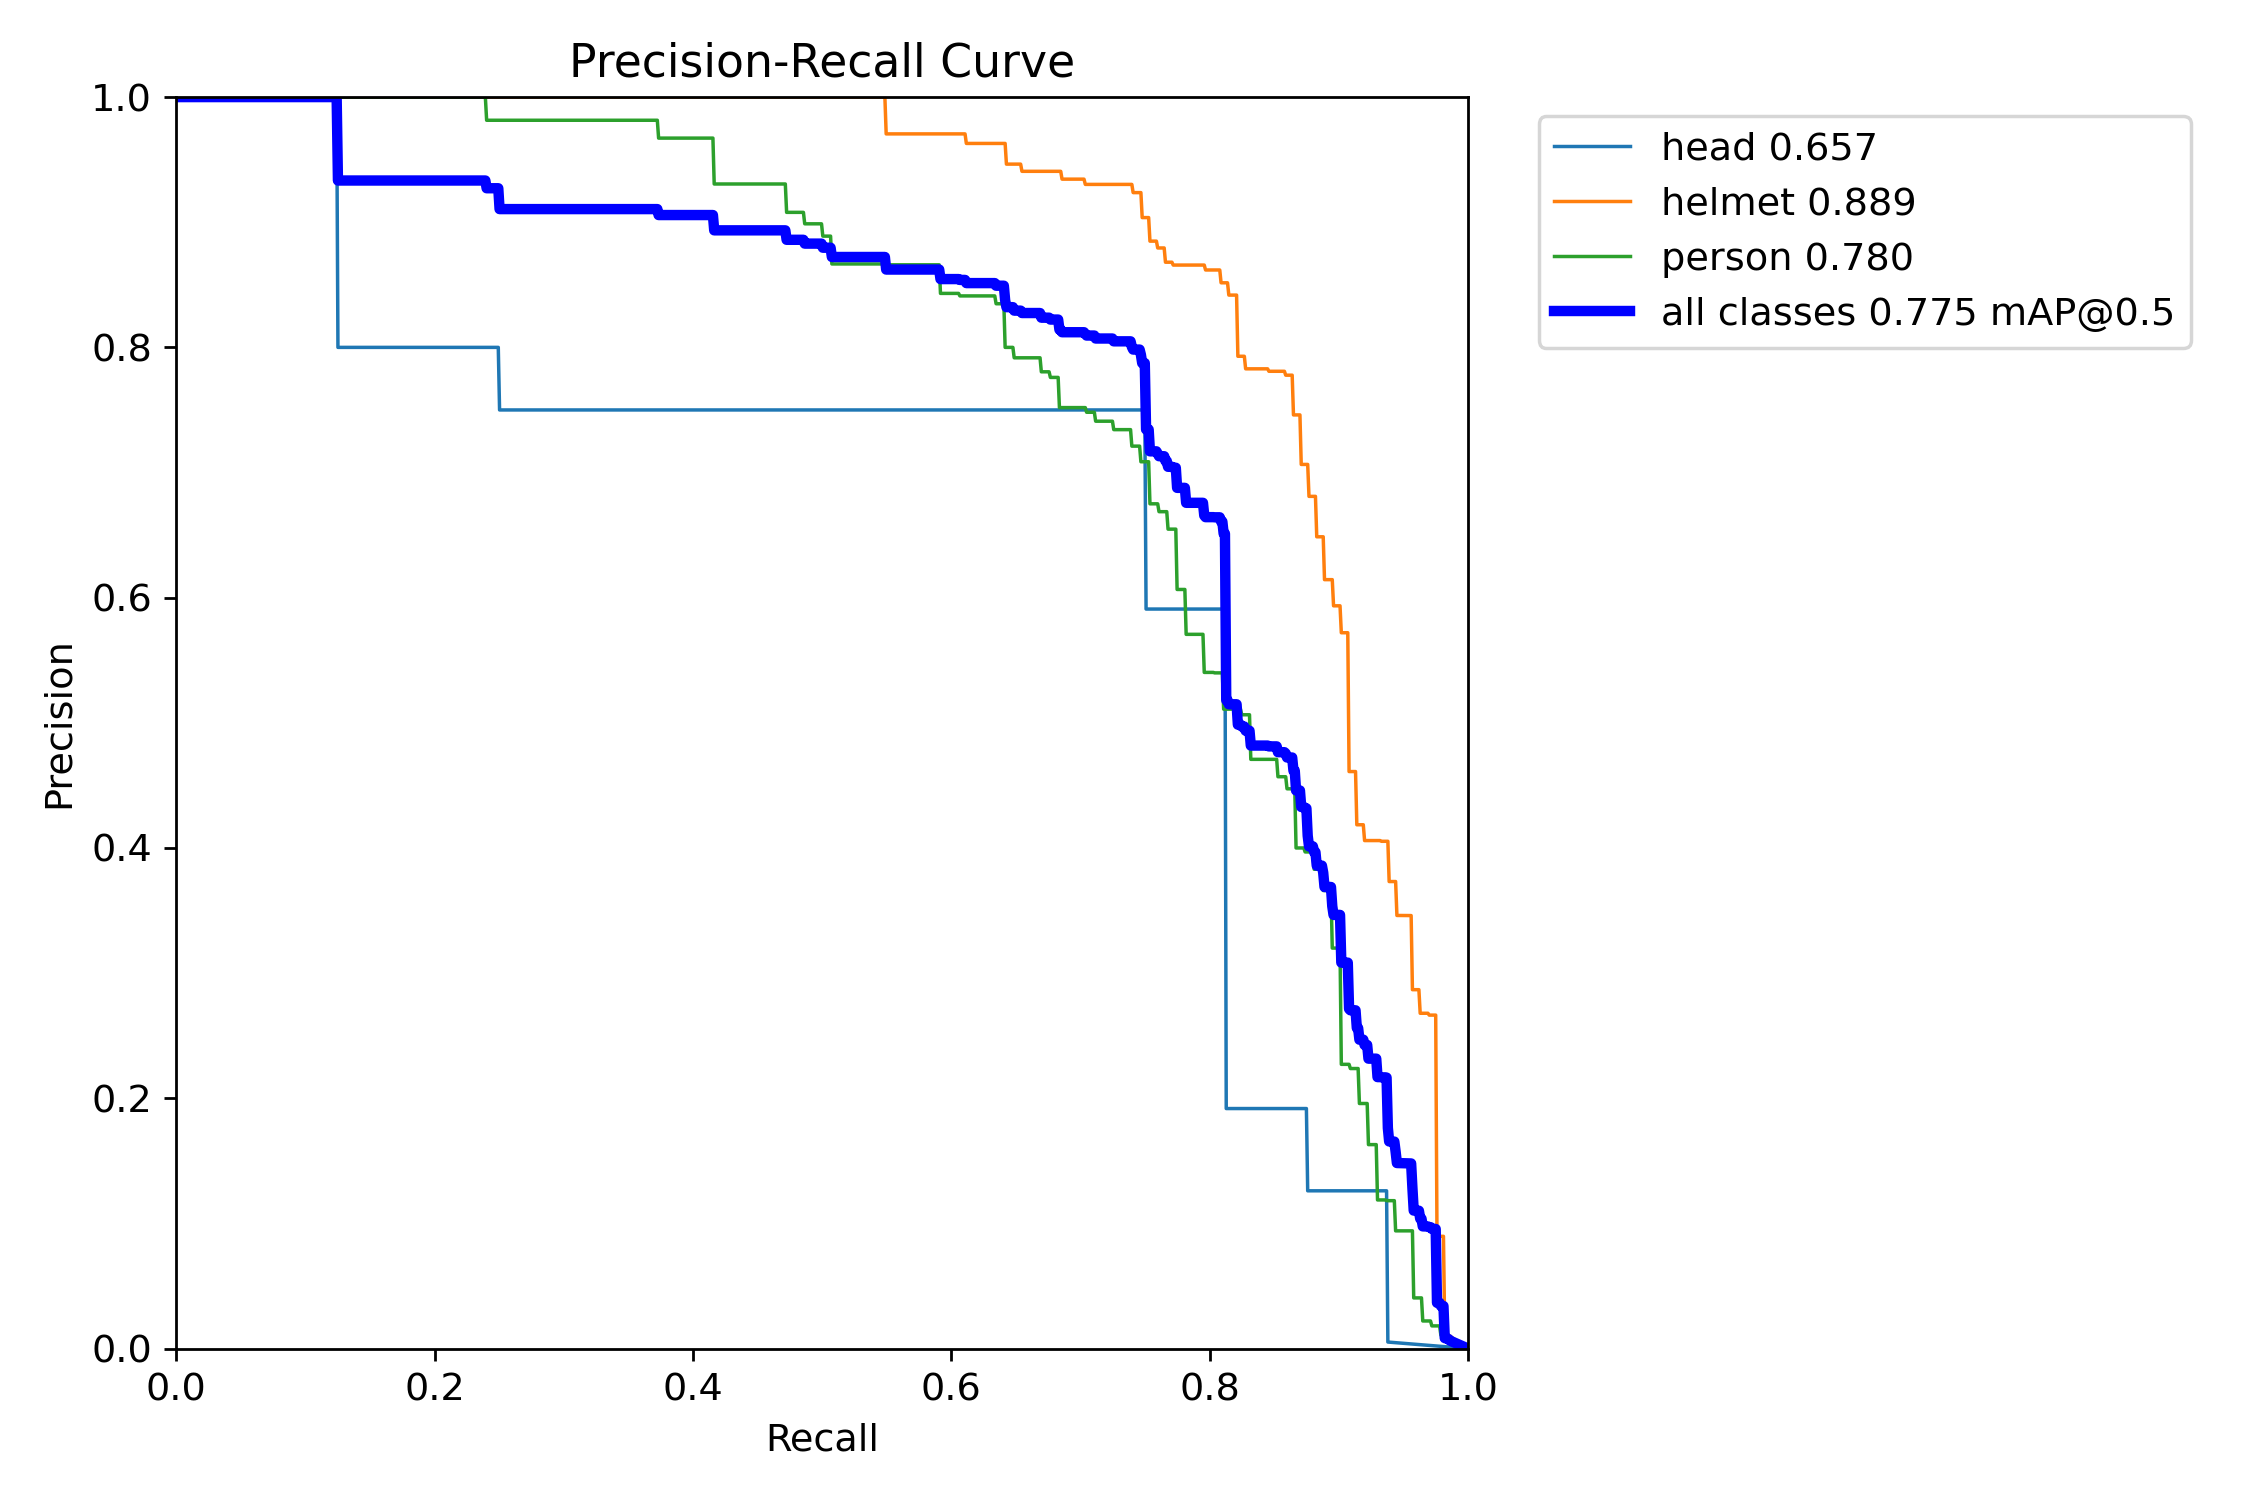 Precision-Recall Curve
1.0
0.8
0.6
0.4
0.2
0.0
Precision
0.0 0.2 0.4 0.6 0.8 1.0
Recall
head 0.657
helmet 0.889
person 0.780
all classes 0.775 mAP@0.5